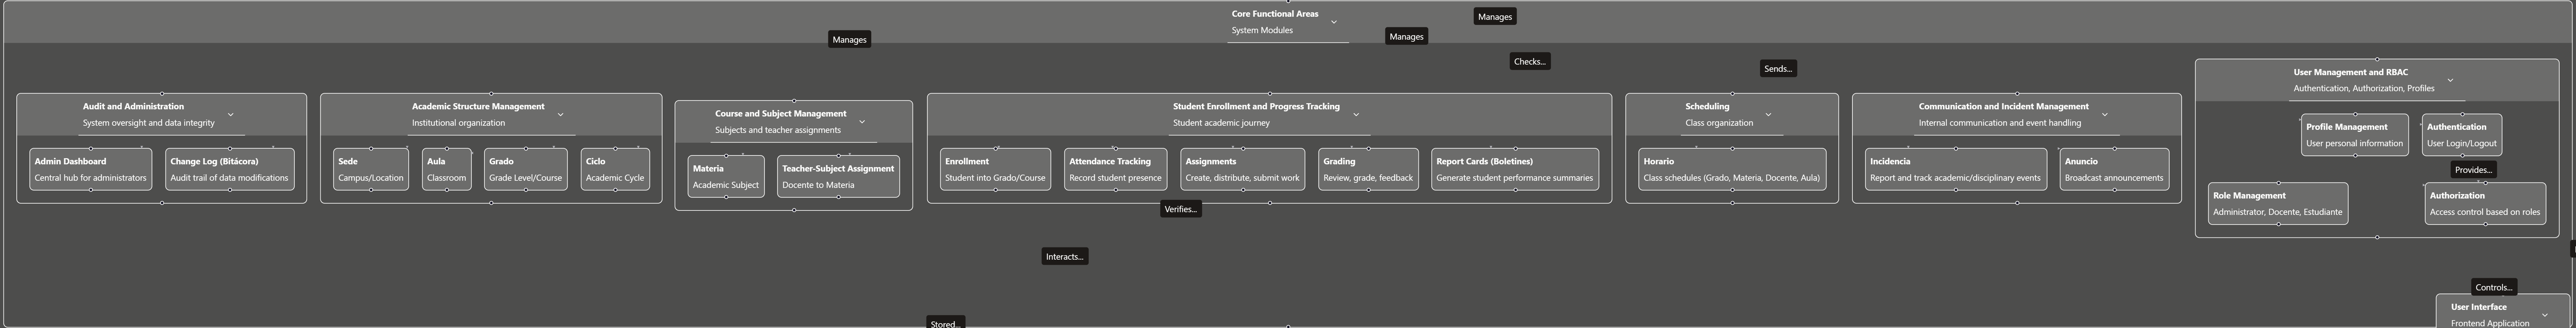 Core Functional Areas
System Modules
Manages
Manages
Manages
Checks...
Sends...
Audit and Administration
System oversight and data integrity
Admin Dashboard
Central hub for administrators
Change Log (Bitácora)
Audit trail of data modifications
Academic Structure Management
Institutional organization
Sede
Campus/Location
Aula
Classroom
Grado
Grade Level/Course
Ciclo
Academic Cycle
Course and Subject Management
Subjects and teacher assignments
Materia
Academic Subject
Teacher-Subject Assignment
Docente to Materia
Student Enrollment and Progress Tracking
Student academic journey
Enrollment
Student into Grado/Course
Attendance Tracking
Record student presence
Assignments
Create, distribute, submit work
Grading
Review, grade, feedback
Report Cards (Boletines)
Generate student performance summaries
Scheduling
Class organization
Horario
Class schedules (Grado, Materia, Docente, Aula)
Communication and Incident Management
Internal communication and event handling
Incidencia
Report and track academic/disciplinary events
Anuncio
Broadcast announcements
User Management and RBAC
Authentication, Authorization, Profiles
Profile Management
User personal information
Authentication
User Login/Logout
Provides...
Role Management
Administrator, Docente, Estudiante
Authorization
Access control based on roles
Verifies...
Interacts...
Controls...
Stored...
User Interface
Frontend Application